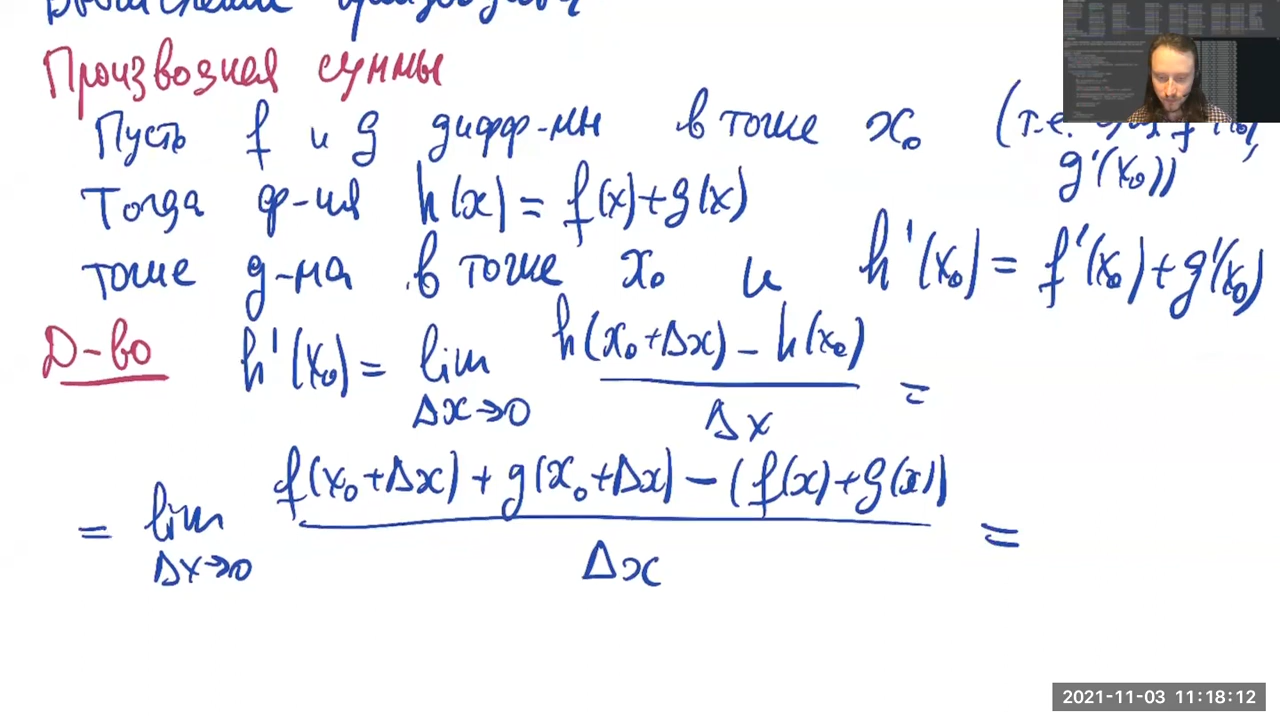 Производная суммы
Пусть f и g дифф-мы в точке x₀ (т.е.
g'(x₀))
Тогда ф-ия h(x) = f(x)+g(x)
тоже д-ма в точке x₀ и h'(x₀) = f'(x₀)+g'(x₀)
Д-во h'(x₀) = lim Δx→0 (h(x₀+Δx) − h(x₀)) / Δx =
= lim Δx→0 (f(x₀+Δx) + g(x₀+Δx) − (f(x)+g(x))) / Δx =
2021-11-03 11:18:12